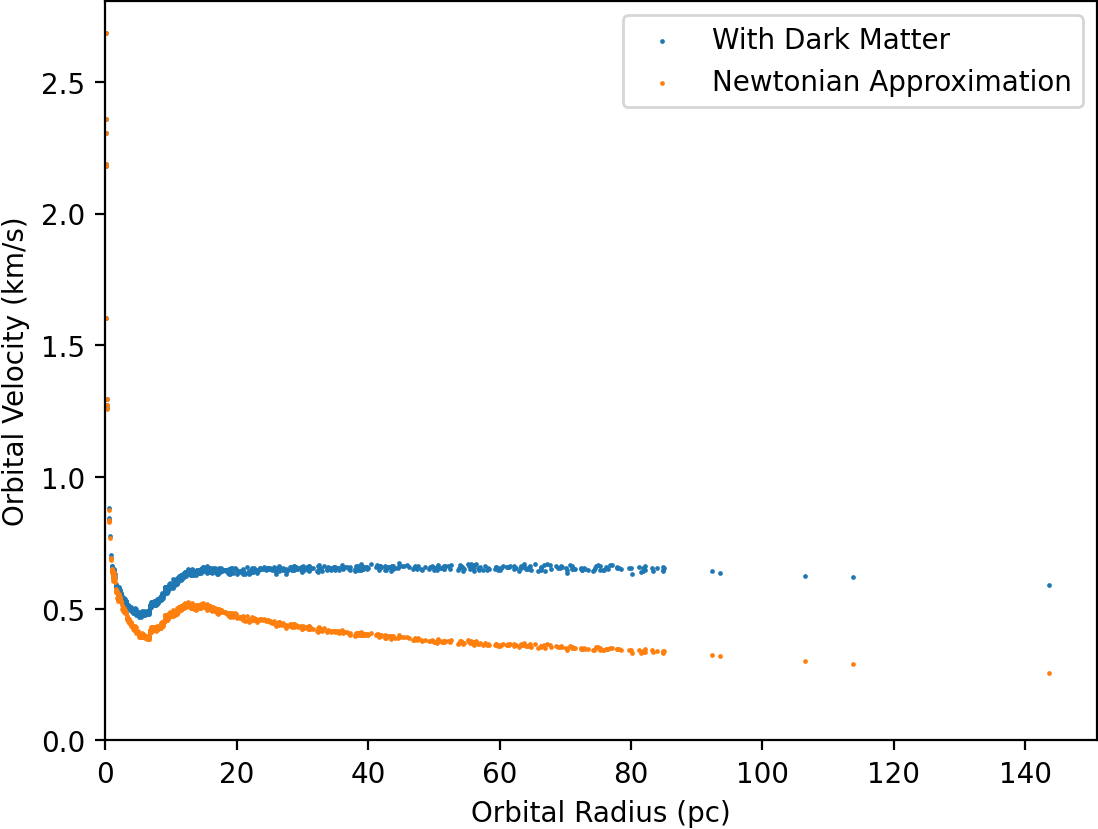 With Dark Matter
Newtonian Approximation
2.5
2.0
1.5
1.0
0.5
0.0
Orbital Velocity (km/s)
0 20 40 60 80 100 120 140
Orbital Radius (pc)